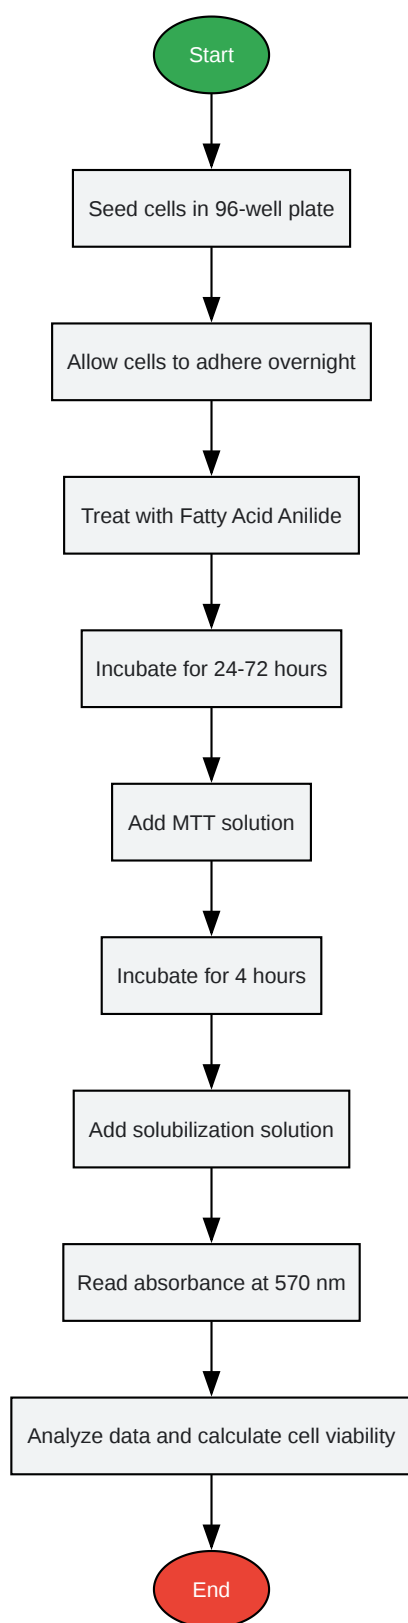 Start
Seed cells in 96-well plate
Allow cells to adhere overnight
Treat with Fatty Acid Anilide
Incubate for 24-72 hours
Add MTT solution
Incubate for 4 hours
Add solubilization solution
Read absorbance at 570 nm
Analyze data and calculate cell viability
End